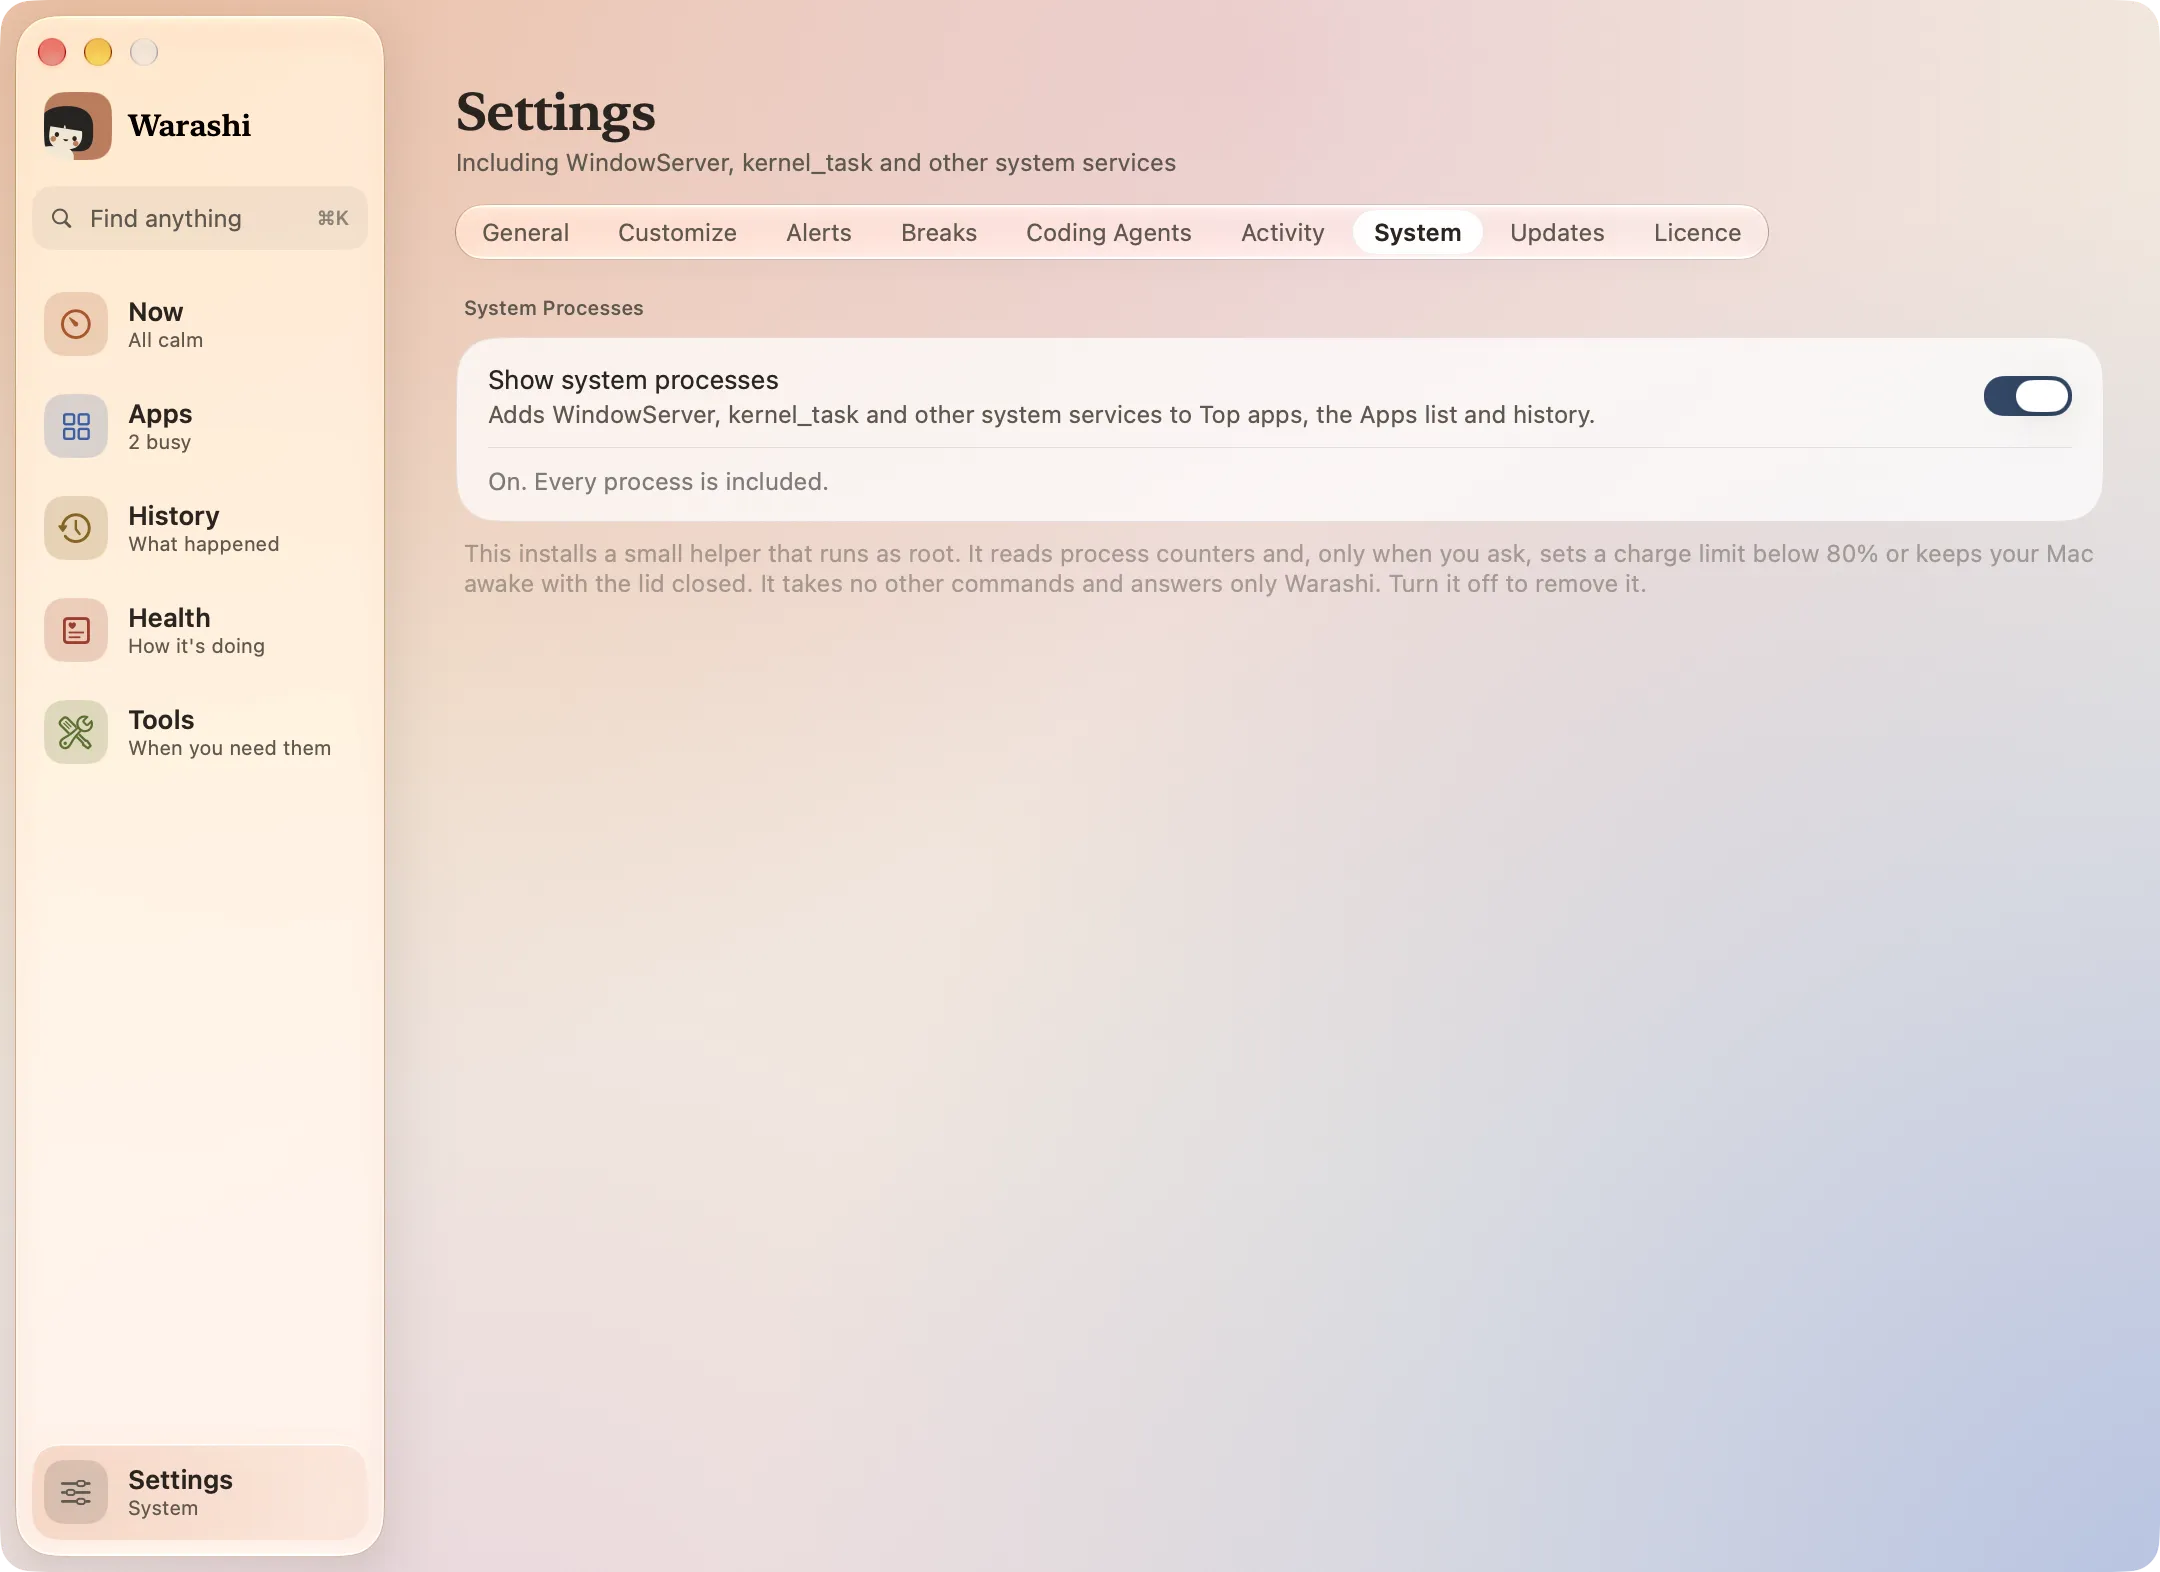 Warashi
Find anything ⌘K
Now
All calm
Apps
2 busy
History
What happened
Health
How it's doing
Tools
When you need them
Settings
System
Settings
Including WindowServer, kernel_task and other system services
General Customize Alerts Breaks Coding Agents Activity System Updates Licence
System Processes
Show system processes
Adds WindowServer, kernel_task and other system services to Top apps, the Apps list and history.
On. Every process is included.
This installs a small helper that runs as root. It reads process counters and, only when you ask, sets a charge limit below 80% or keeps your Mac
awake with the lid closed. It takes no other commands and answers only Warashi. Turn it off to remove it.